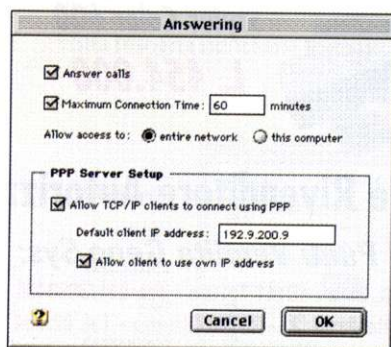 Answering
Answer calls
Maximum Connection Time: 60 minutes
Allow access to: entire network this computer
PPP Server Setup
Allow TCP/IP clients to connect using PPP
Default client IP address: 192.9.200.9
Allow client to use own IP address
? Cancel OK